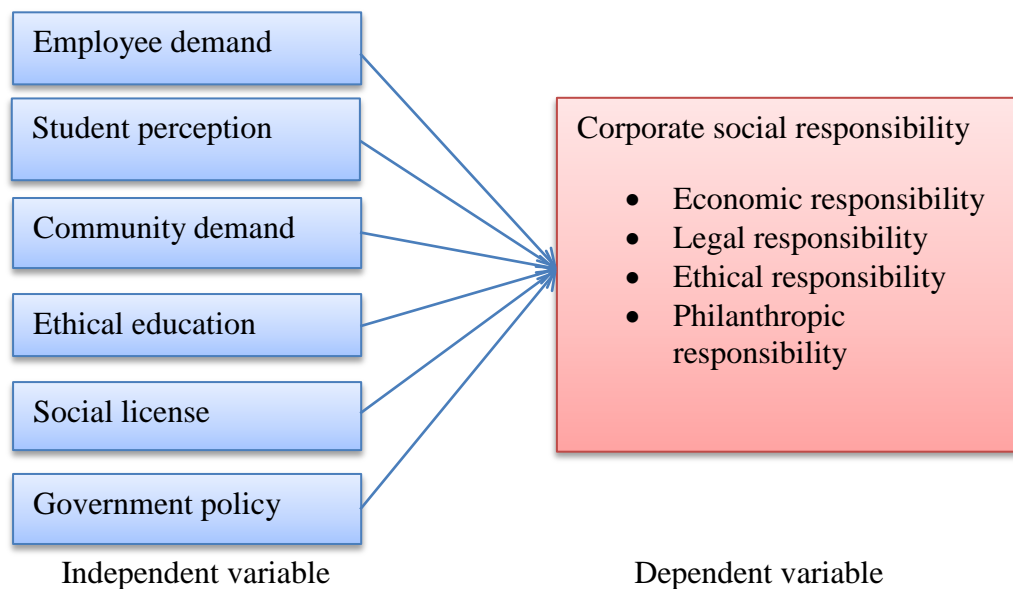 Employee demand
Student perception
Community demand
Ethical education
Social license
Government policy
Independent variable
Corporate social responsibility
• Economic responsibility
• Legal responsibility
• Ethical responsibility
• Philanthropic
responsibility
Dependent variable